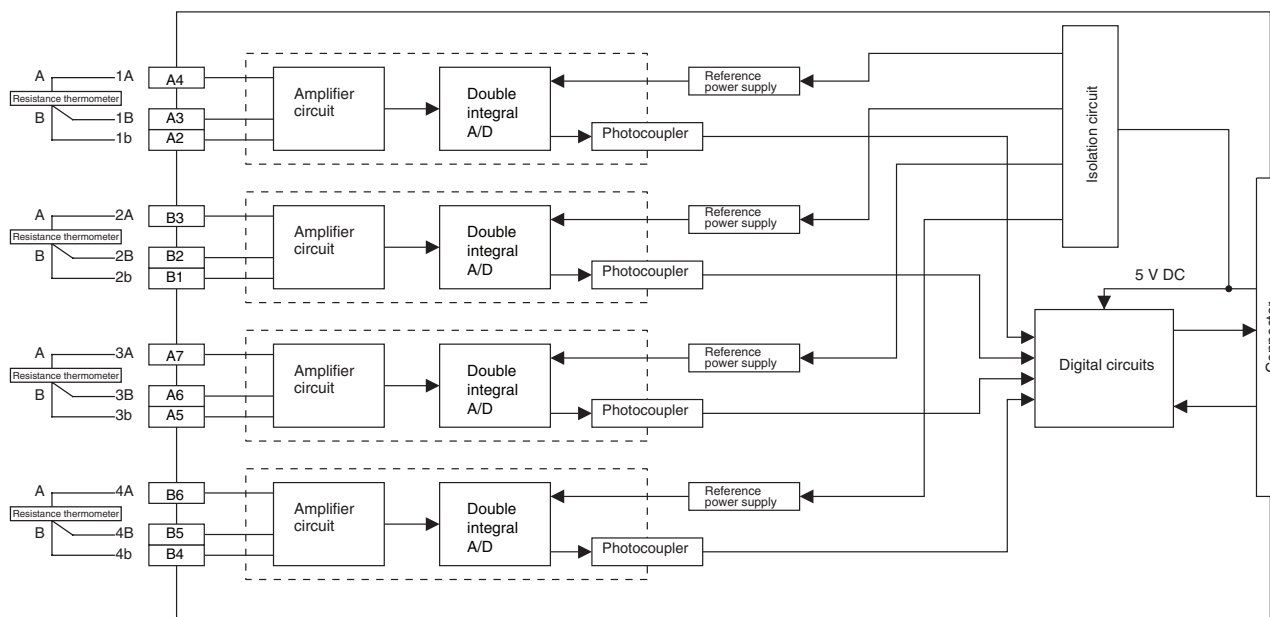 A
1A
A4
Resistance thermometer
B
1B
A3
1b
A2
Amplifier
circuit
Double
integral
A/D
Reference
power supply
Photocoupler
Isolation circuit
A
2A
B3
Resistance thermometer
B
2B
B2
2b
B1
Amplifier
circuit
Double
integral
A/D
Reference
power supply
Photocoupler
5 V DC
A
3A
A7
Resistance thermometer
B
3B
A6
3b
A5
Amplifier
circuit
Double
integral
A/D
Reference
power supply
Photocoupler
Digital circuits
Connector
A
4A
B6
Resistance thermometer
B
4B
B5
4b
B4
Amplifier
circuit
Double
integral
A/D
Reference
power supply
Photocoupler